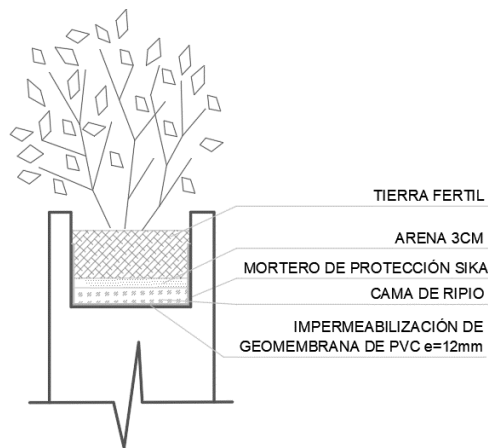 TIERRA FERTIL
ARENA 3CM
MORTERO DE PROTECCIÓN SIKA
CAMA DE RIPIO
IMPERMEABILIZACIÓN DE
GEOMEMBRANA DE PVC e=12mm